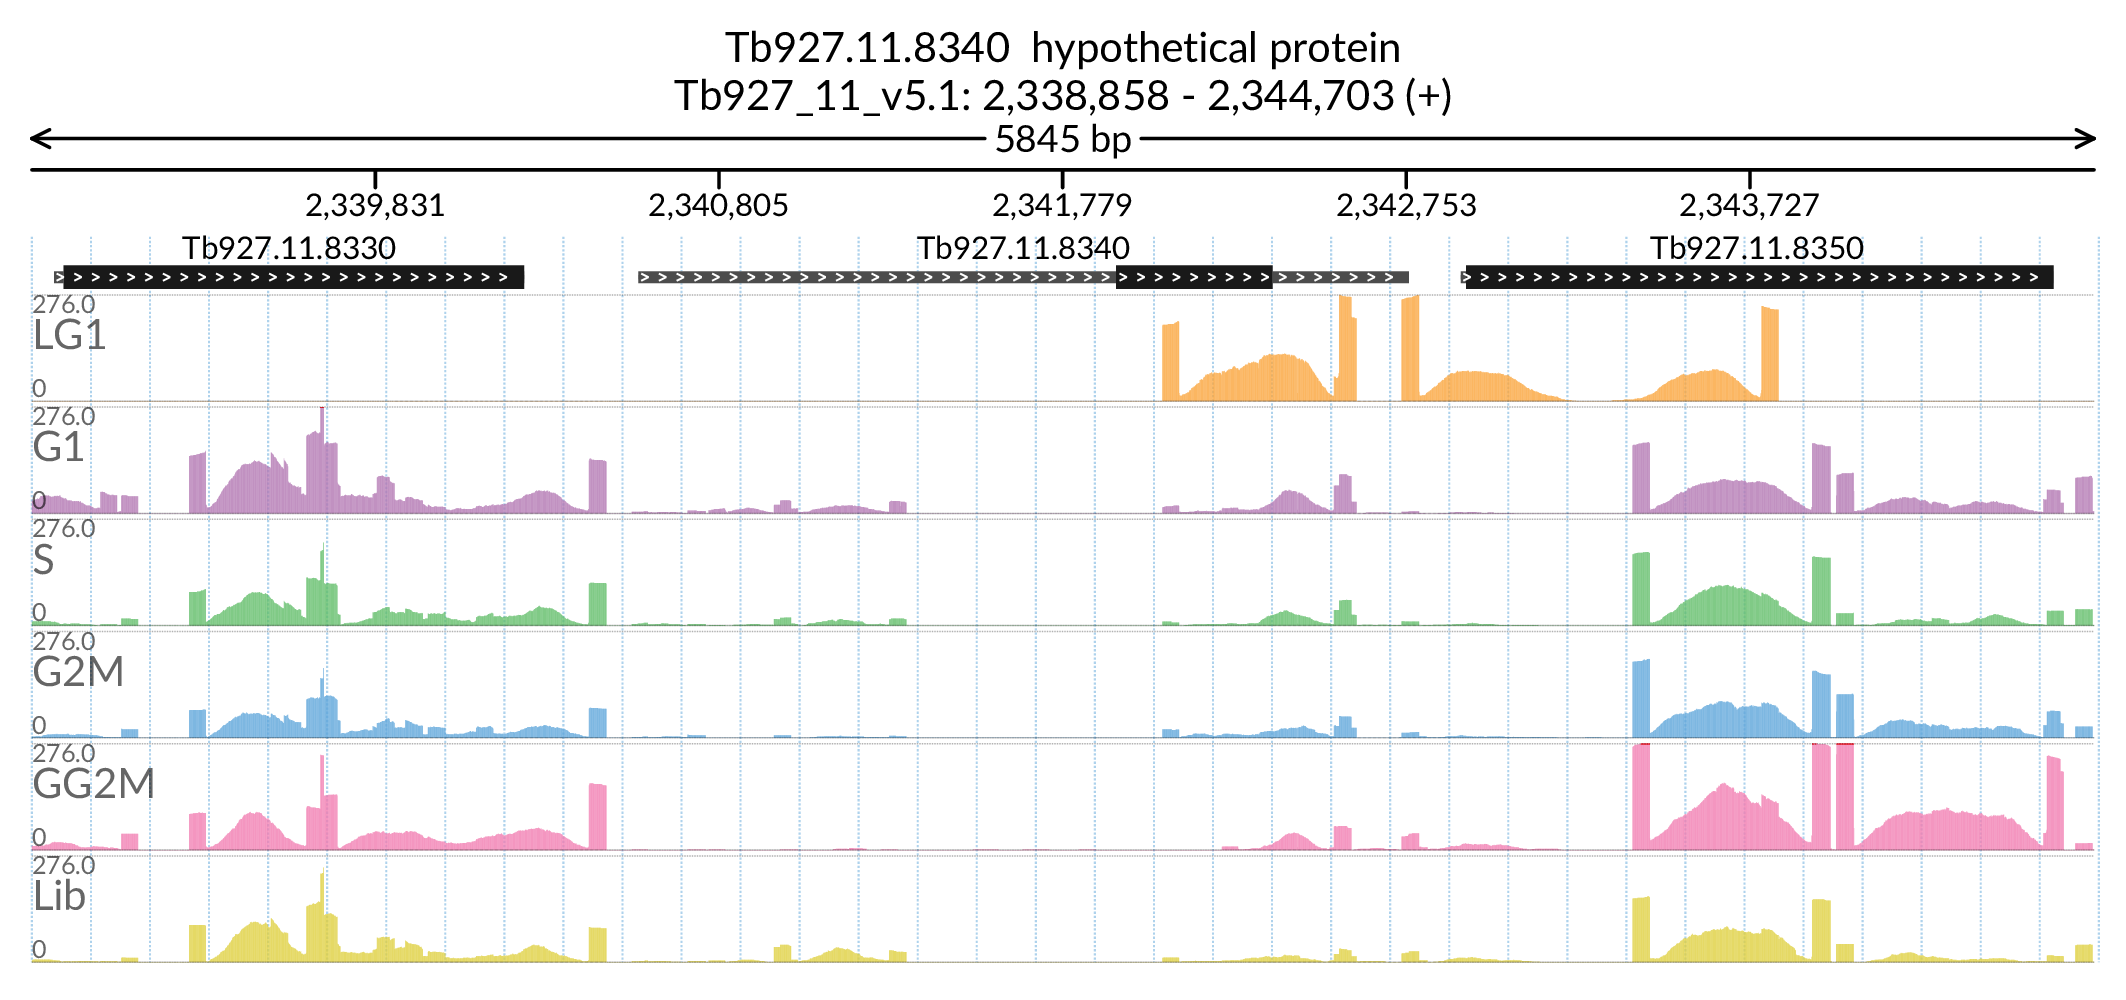 Tb927.11.8340 hypothetical protein
Tb927_11_v5.1: 2,338,858 - 2,344,703 (+)
5845 bp
2,339,831 2,340,805 2,341,779 2,342,753 2,343,727
Tb927.11.8330 Tb927.11.8340 Tb927.11.8350
276.0
LG1
0
276.0
G1
0
276.0
S
0
276.0
G2M
0
276.0
GG2M
0
276.0
Lib
0